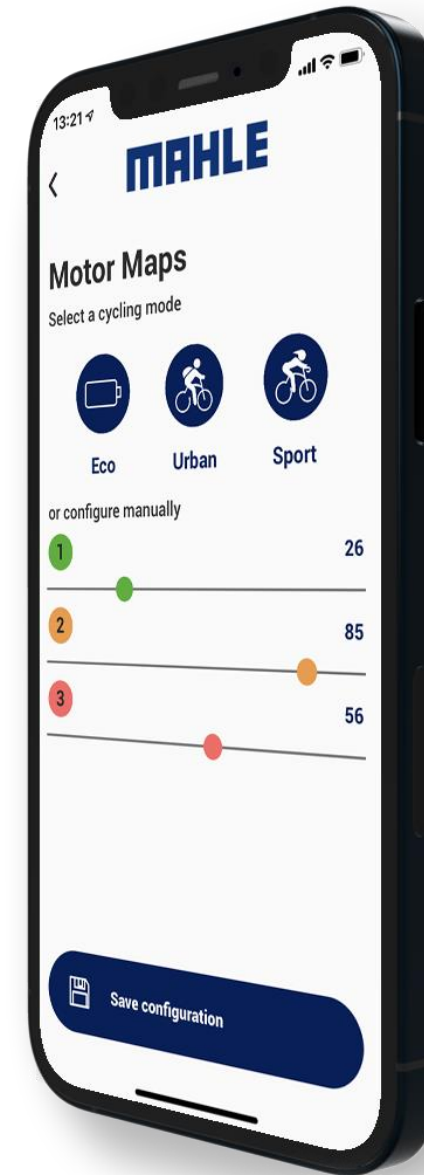 13:21
MAHLE
Motor Maps
Select a cycling mode
Eco Urban Sport
or configure manually
1 26
2 85
3 56
Save configuration